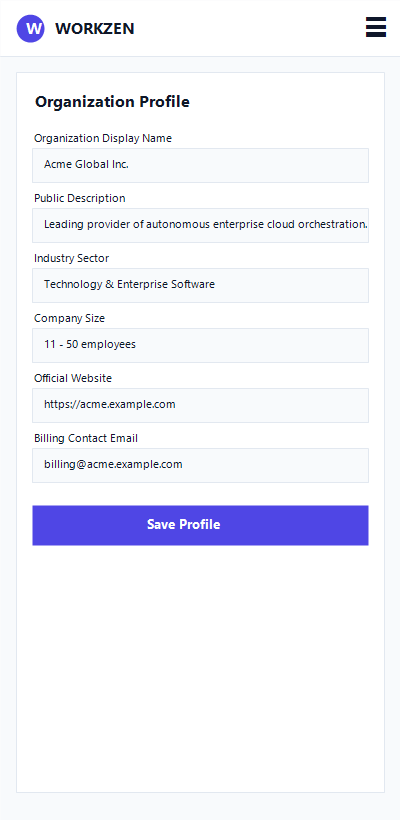 W WORKZEN
Organization Profile
Organization Display Name
Acme Global Inc.
Public Description
Leading provider of autonomous enterprise cloud orchestration.
Industry Sector
Technology & Enterprise Software
Company Size
11 - 50 employees
Official Website
https://acme.example.com
Billing Contact Email
billing@acme.example.com
Save Profile